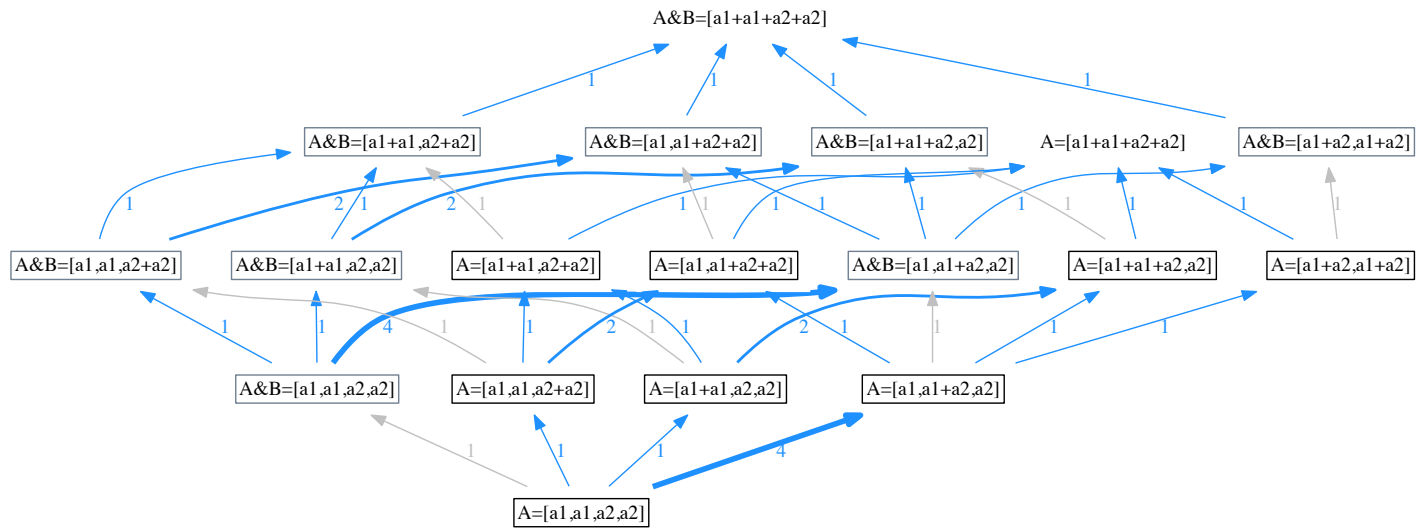 A&B=[a1+a1+a2+a2]
1 1 1 1
A&B=[a1+a1,a2+a2] A&B=[a1,a1+a2+a2] A&B=[a1+a1+a2,a2] A=[a1+a1+a2+a2] A&B=[a1+a2,a1+a2]
1 2 1 2 1 1 1 1 1 1 1 1 1 1 1
A&B=[a1,a1,a2+a2] A&B=[a1+a1,a2,a2] A=[a1+a1,a2+a2] A=[a1,a1+a2+a2] A&B=[a1,a1+a2,a2] A=[a1+a1+a2,a2] A=[a1+a2,a1+a2]
1 1 4 1 1 2 1 1 2 1 1 1 1
A&B=[a1,a1,a2,a2] A=[a1,a1,a2+a2] A=[a1+a1,a2,a2] A=[a1,a1+a2,a2]
1 1 1 4
A=[a1,a1,a2,a2]